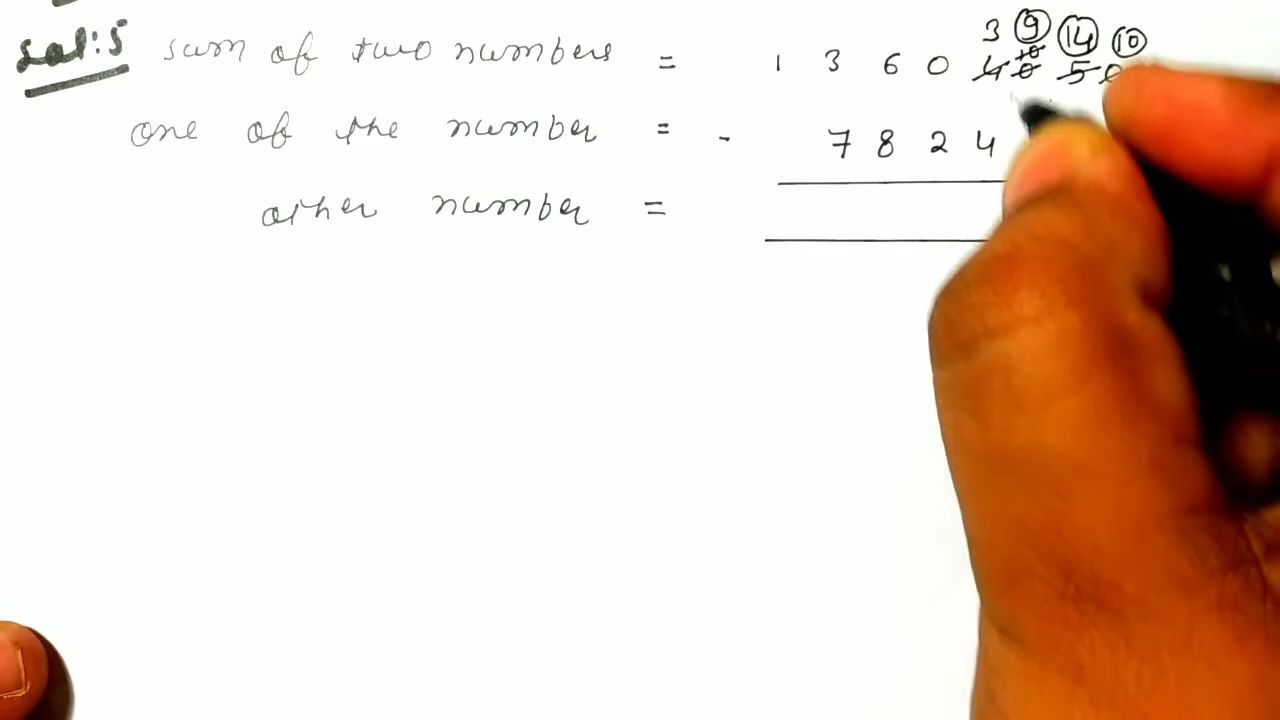 3 9 14 10
10
Sol:5 sum of two numbers = 1 3 6 0 4 0 5
one of the number = - 7 8 2 4
other number =